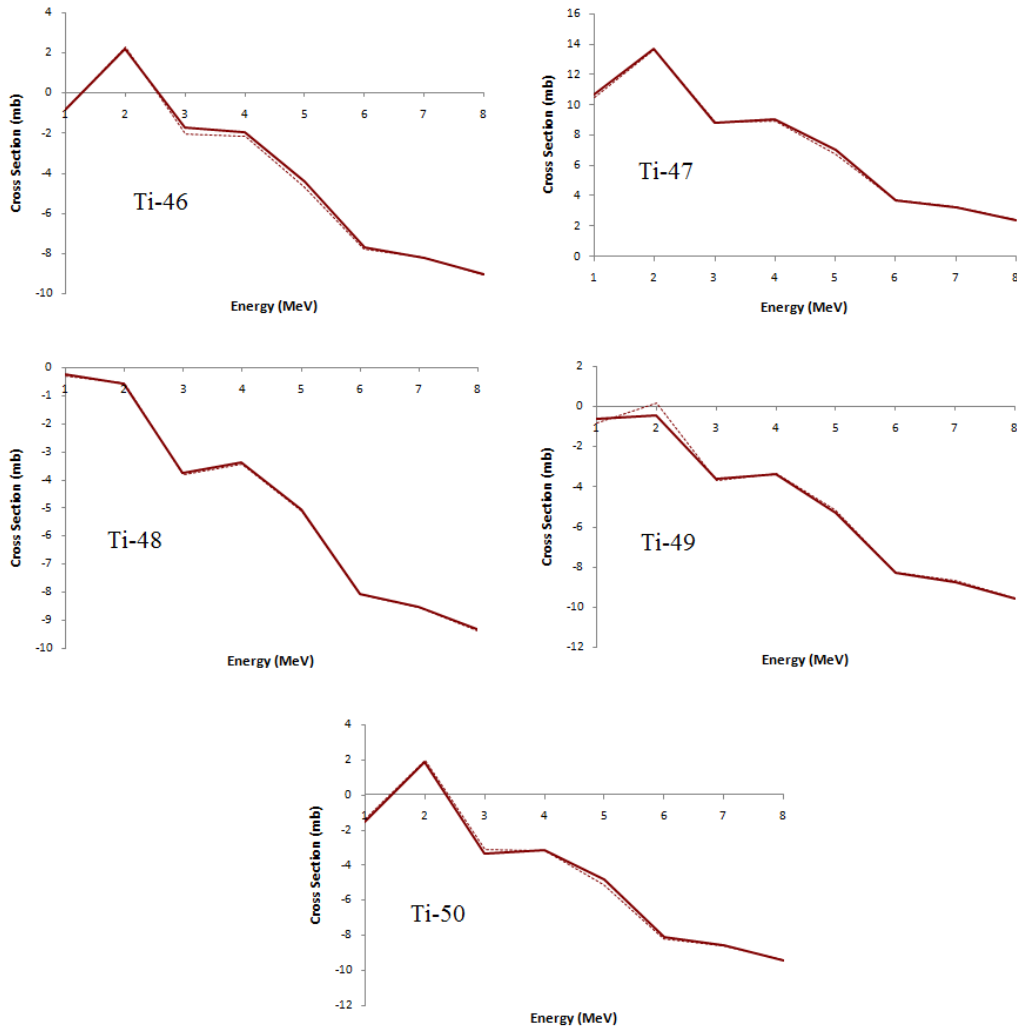 4
2
0
-2
-4
-6
-8
-10
1 2 3 4 5 6 7 8
Cross Section (mb)
Energy (MeV)
Ti-46
16
14
12
10
8
6
4
2
0
1 2 3 4 5 6 7 8
Cross Section (mb)
Energy (MeV)
Ti-47
0
-1
-2
-3
-4
-5
-6
-7
-8
-9
-10
1 2 3 4 5 6 7 8
Cross Section (mb)
Energy (MeV)
Ti-48
2
0
-2
-4
-6
-8
-10
-12
1 2 3 4 5 6 7 8
Cross Section (mb)
Energy (MeV)
Ti-49
4
2
0
-2
-4
-6
-8
-10
-12
1 2 3 4 5 6 7 8
Cross Section (mb)
Energy (MeV)
Ti-50